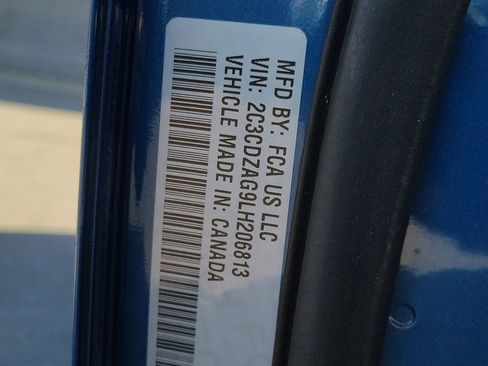 MFD BY: FCA US LLC
VIN: 2C3CDZAG9LH206813
VEHICLE MADE IN: CANADA